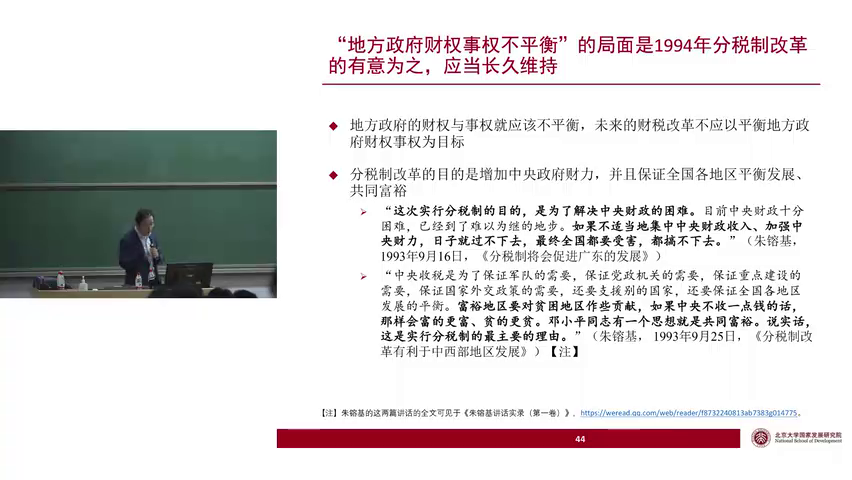 “地方政府财权事权不平衡”的局面是1994年分税制改革
的有意为之，应当长久维持
◆ 地方政府的财权与事权就应该不平衡，未来的财税改革不应以平衡地方政
府财权事权为目标
◆ 分税制改革的目的是增加中央政府财力，并且保证全国各地区平衡发展、
共同富裕
➢ “这次实行分税制的目的，是为了解决中央财政的困难。目前中央财政十分
困难，已经到了难以为继的地步。如果不适当地集中中央财政收入、加强中
央财力，日子就过不下去，最终全国都要受害，都搞不下去。”（朱镕基，
1993年9月16日，《分税制将会促进广东的发展》）
➢ “中央收税是为了保证军队的需要，保证党政机关的需要，保证重点建设的
需要，保证国家外交政策的需要，还要支援别的国家，还要保证全国各地区
发展的平衡。富裕地区要对贫困地区作些贡献，如果中央不收一点钱的话，
那样会富的更富、贫的更贫。邓小平同志有一个思想就是共同富裕。说实话，
这是实行分税制的最主要的理由。”（朱镕基， 1993年9月25日，《分税制改
革有利于中西部地区发展》）【注】
【注】朱镕基的这两篇讲话的全文可见于《朱镕基讲话实录（第一卷）》，https://weread.qq.com/web/reader/f8732240813ab7383g014775。
44
北京大学国家发展研究院
National School of Development